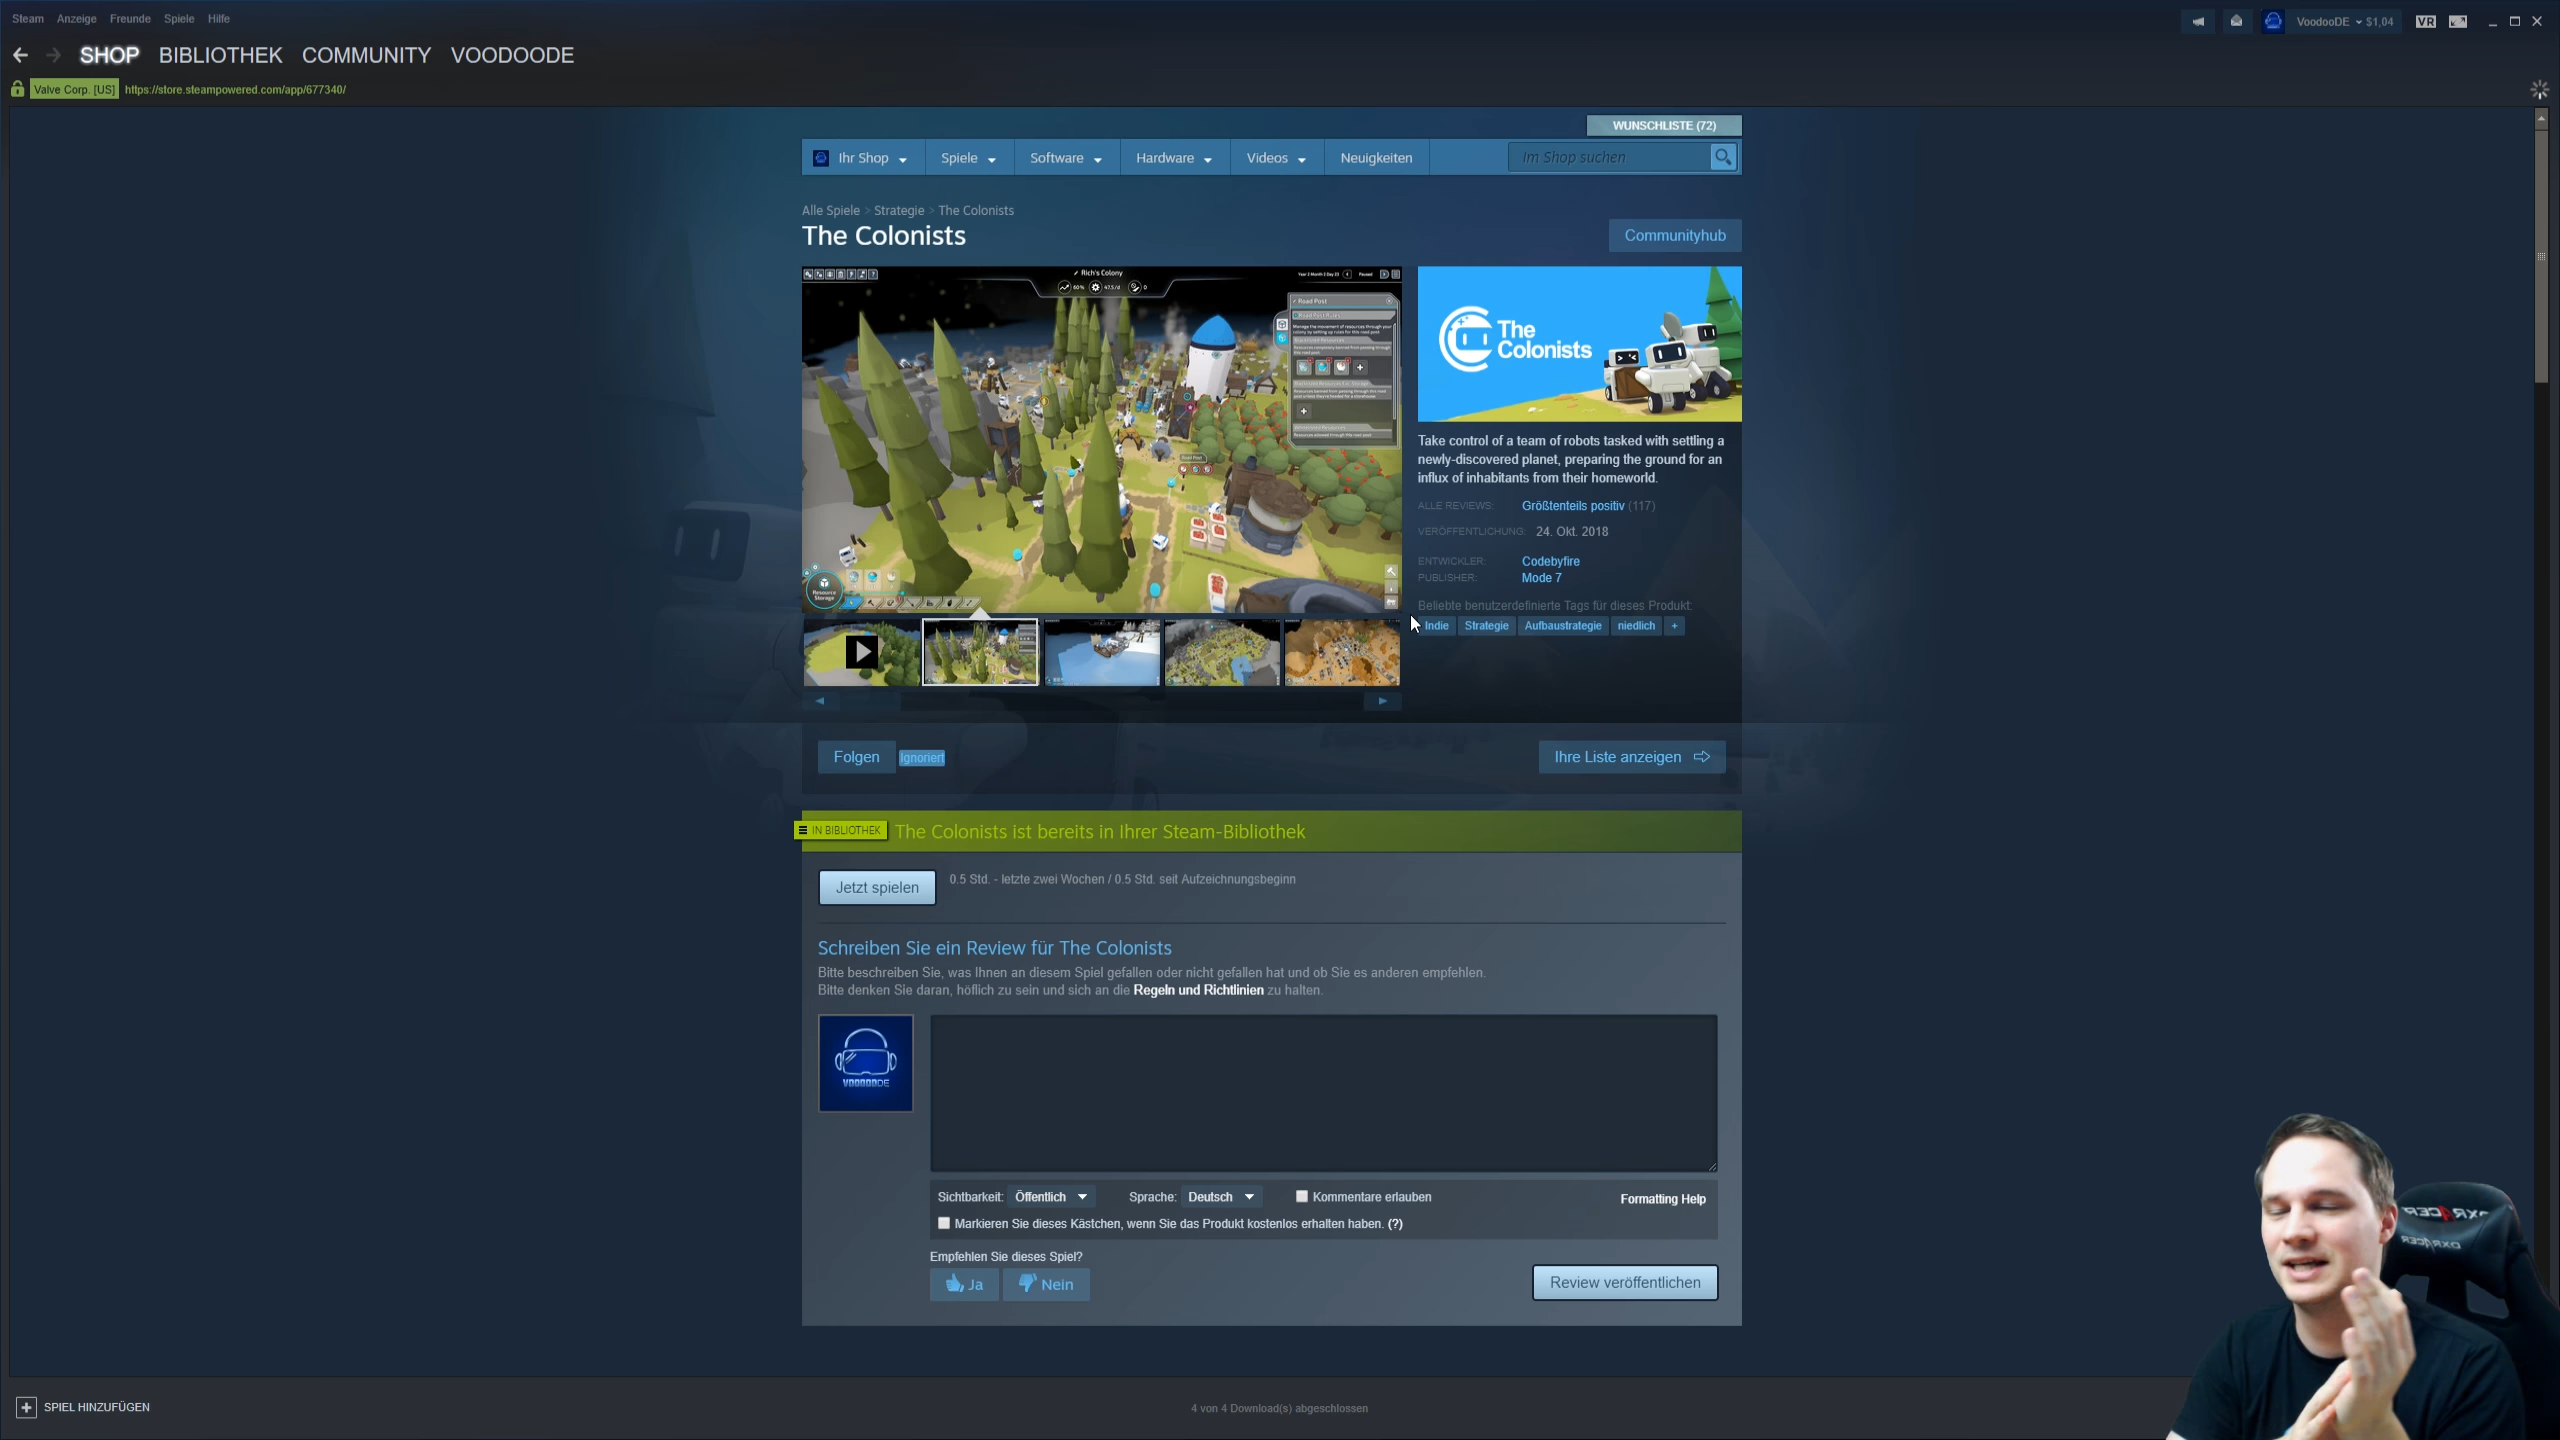 Steam Anzeige Freunde Spiele Hilfe
VoodooDE $1,04
VR
SHOP BIBLIOTHEK COMMUNITY VOODOODE
Valve Corp. [US] https://store.steampowered.com/app/677340/
WUNSCHLISTE (72)
Ihr Shop Spiele Software Hardware Videos Neuigkeiten Im Shop suchen
Alle Spiele > Strategie > The Colonists
The Colonists
Communityhub
Rich's Colony
Road Post
The
Colonists
Take control of a team of robots tasked with settling a
newly-discovered planet, preparing the ground for an
influx of inhabitants from their homeworld.
ALLE REVIEWS: Größtenteils positiv (117)
VERÖFFENTLICHUNG: 24. Okt. 2018
ENTWICKLER: Codebyfire
PUBLISHER: Mode 7
Beliebte benutzerdefinierte Tags für dieses Produkt:
Indie Strategie Aufbaustrategie niedlich +
Resource
Storage
Folgen Ignoriert Ihre Liste anzeigen
IN BIBLIOTHEK The Colonists ist bereits in Ihrer Steam-Bibliothek
Jetzt spielen 0.5 Std. - letzte zwei Wochen / 0.5 Std. seit Aufzeichnungsbeginn
Schreiben Sie ein Review für The Colonists
Bitte beschreiben Sie, was Ihnen an diesem Spiel gefallen oder nicht gefallen hat und ob Sie es anderen empfehlen.
Bitte denken Sie daran, höflich zu sein und sich an die Regeln und Richtlinien zu halten.
VOODOODE
Sichtbarkeit: Öffentlich Sprache: Deutsch Kommentare erlauben Formatting Help
Markieren Sie dieses Kästchen, wenn Sie das Produkt kostenlos erhalten haben. (?)
Empfehlen Sie dieses Spiel?
Ja Nein Review veröffentlichen
DXRACER
DXRACER
SPIEL HINZUFÜGEN
4 von 4 Download(s) abgeschlossen